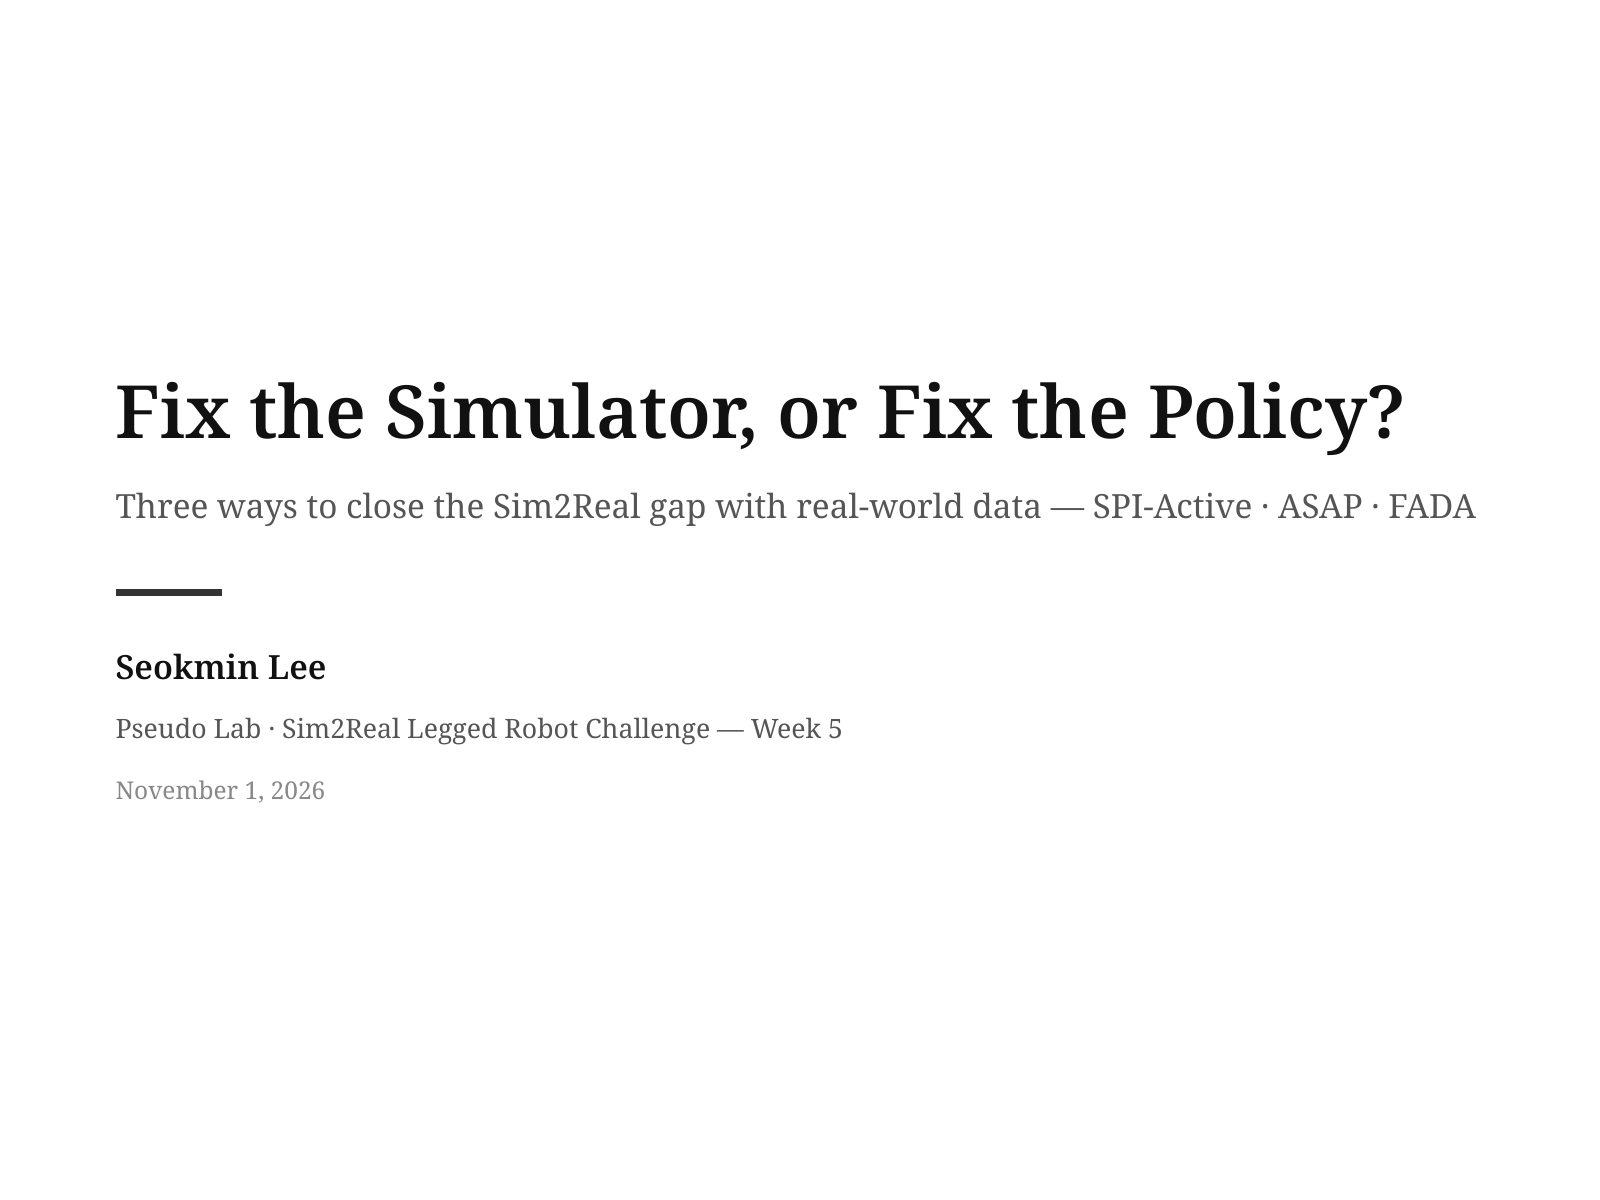 Fix the Simulator, or Fix the Policy?
Three ways to close the Sim2Real gap with real-world data — SPI-Active · ASAP · FADA
Seokmin Lee
Pseudo Lab · Sim2Real Legged Robot Challenge — Week 5
November 1, 2026